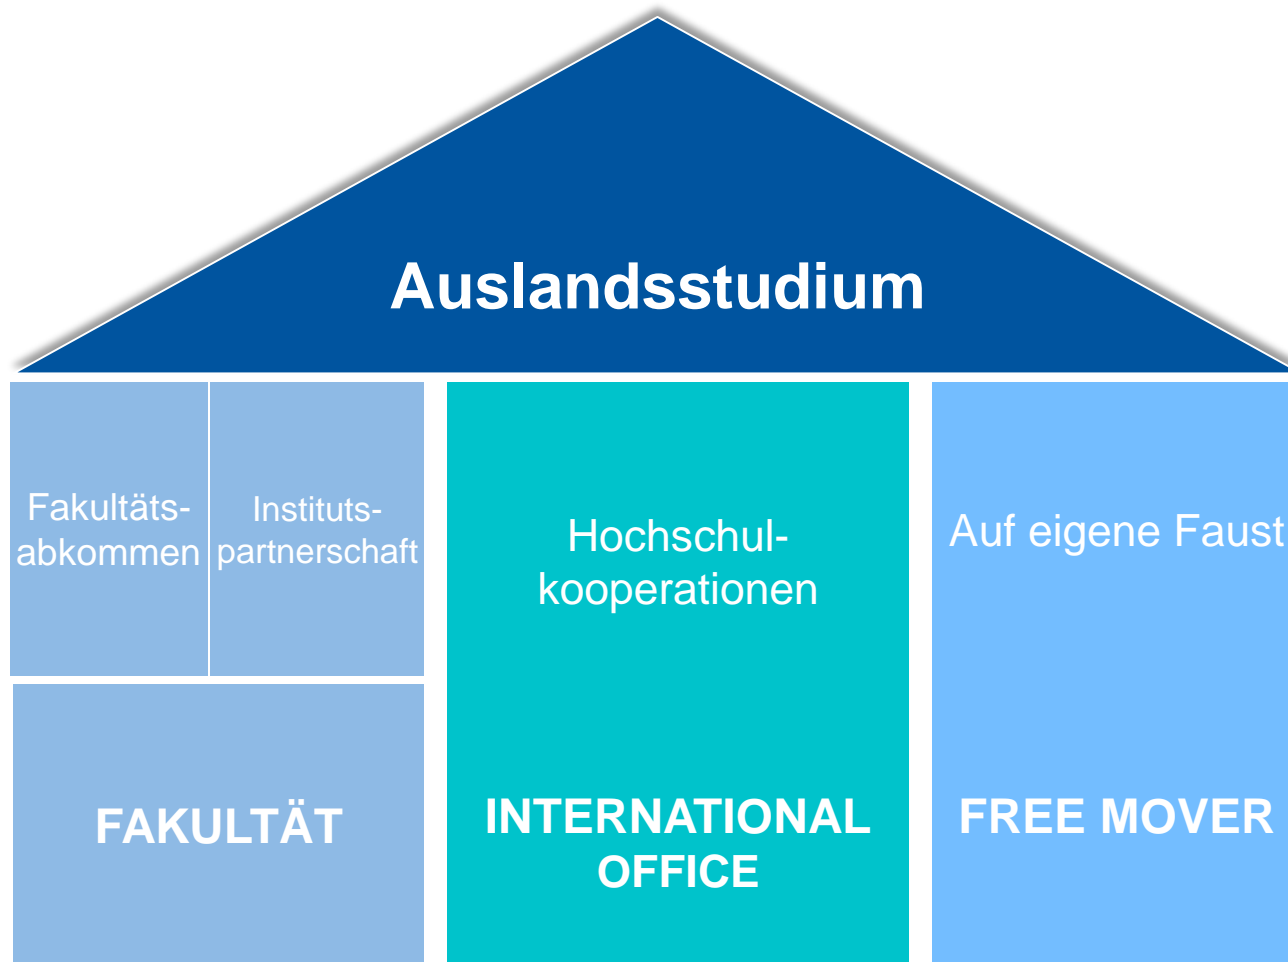 Auslandsstudium
Fakultäts-
abkommen
Instituts-
partnerschaft
Hochschul-
kooperationen
Auf eigene Faust
FAKULTÄT
INTERNATIONAL
OFFICE
FREE MOVER